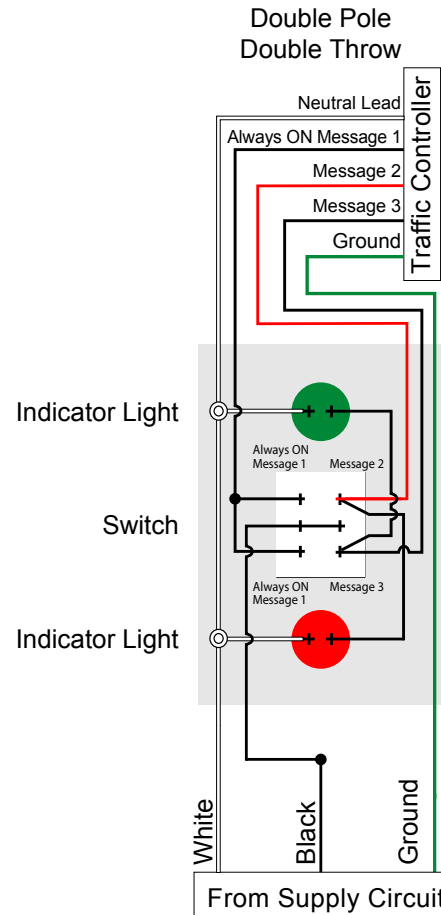 Double Pole
Double Throw
Neutral Lead
Always ON Message 1
Message 2
Message 3
Ground
Traffic Controller
Indicator Light
Always ON
Message 1
Message 2
Switch
Always ON
Message 1
Message 3
Indicator Light
White
Black
Ground
From Supply Circuit